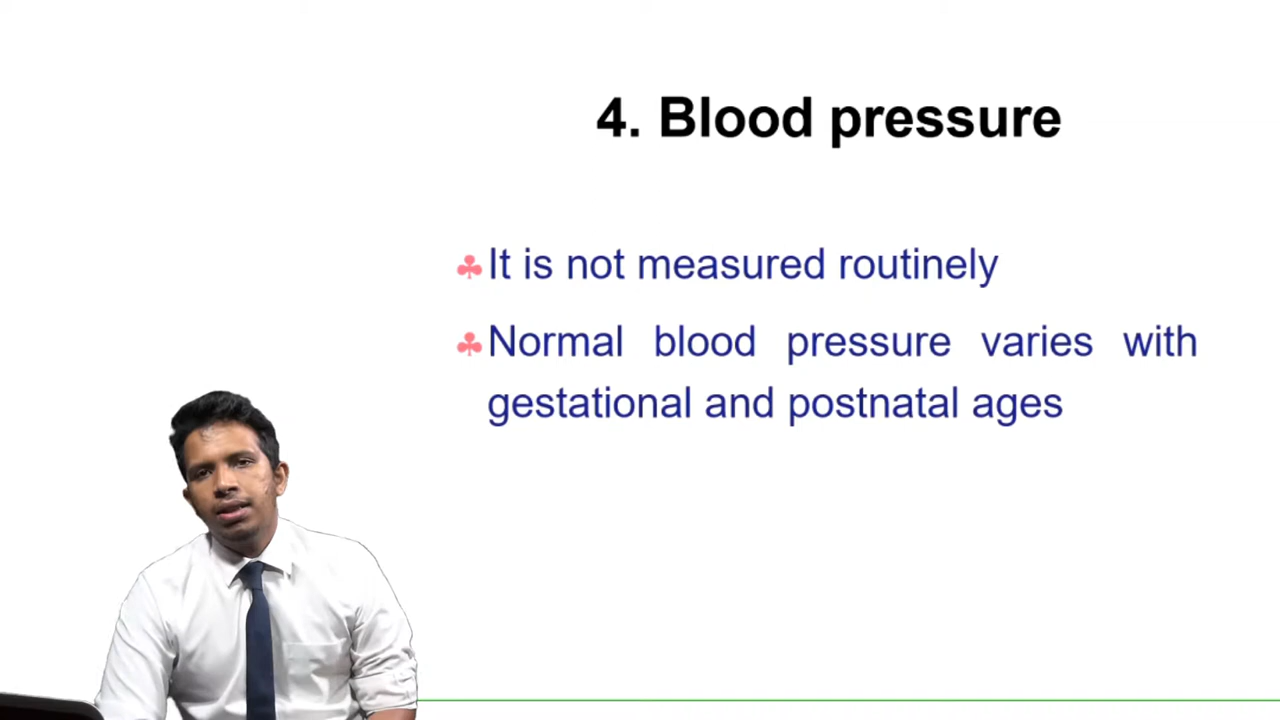 4. Blood pressure
♣It is not measured routinely
♣Normal blood pressure varies with
gestational and postnatal ages